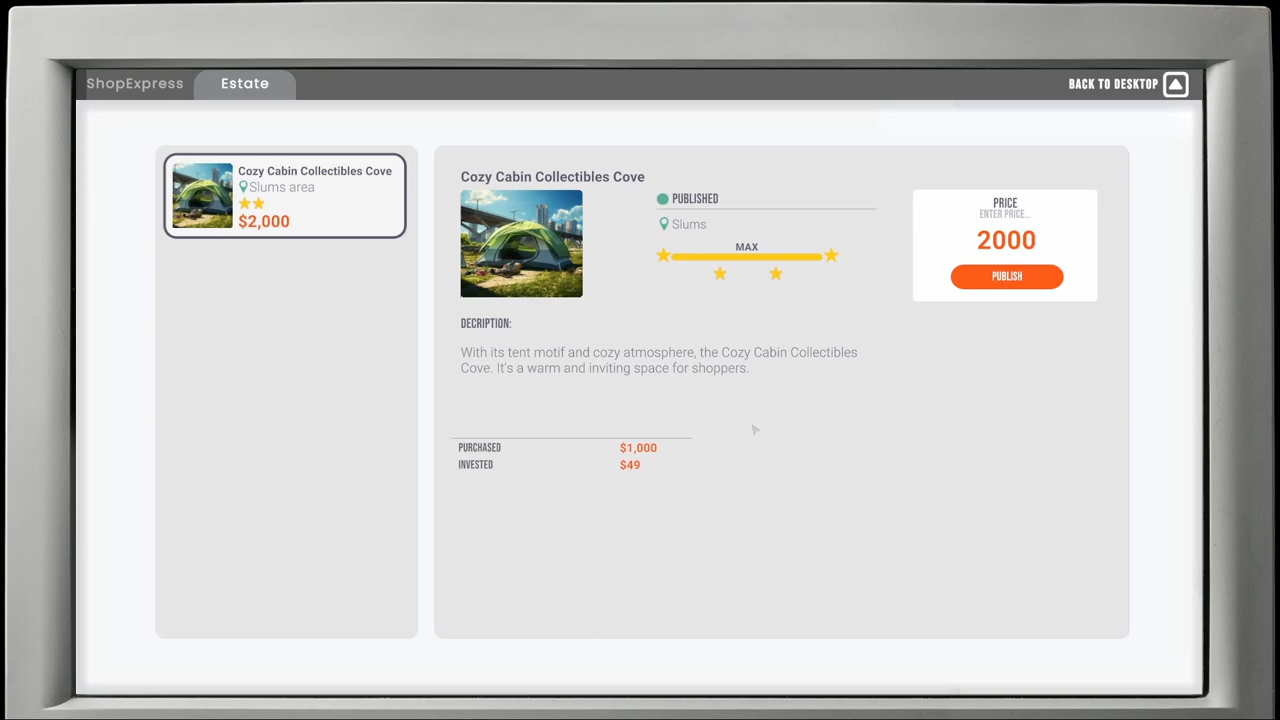 ShopExpress
Estate
BACK TO DESKTOP
Cozy Cabin Collectibles Cove
Slums area
$2,000
Cozy Cabin Collectibles Cove
PUBLISHED
Slums
MAX
PRICE
ENTER PRICE...
2000
PUBLISH
DECRIPTION:
With its tent motif and cozy atmosphere, the Cozy Cabin Collectibles
Cove. It's a warm and inviting space for shoppers.
PURCHASED $1,000
INVESTED $49